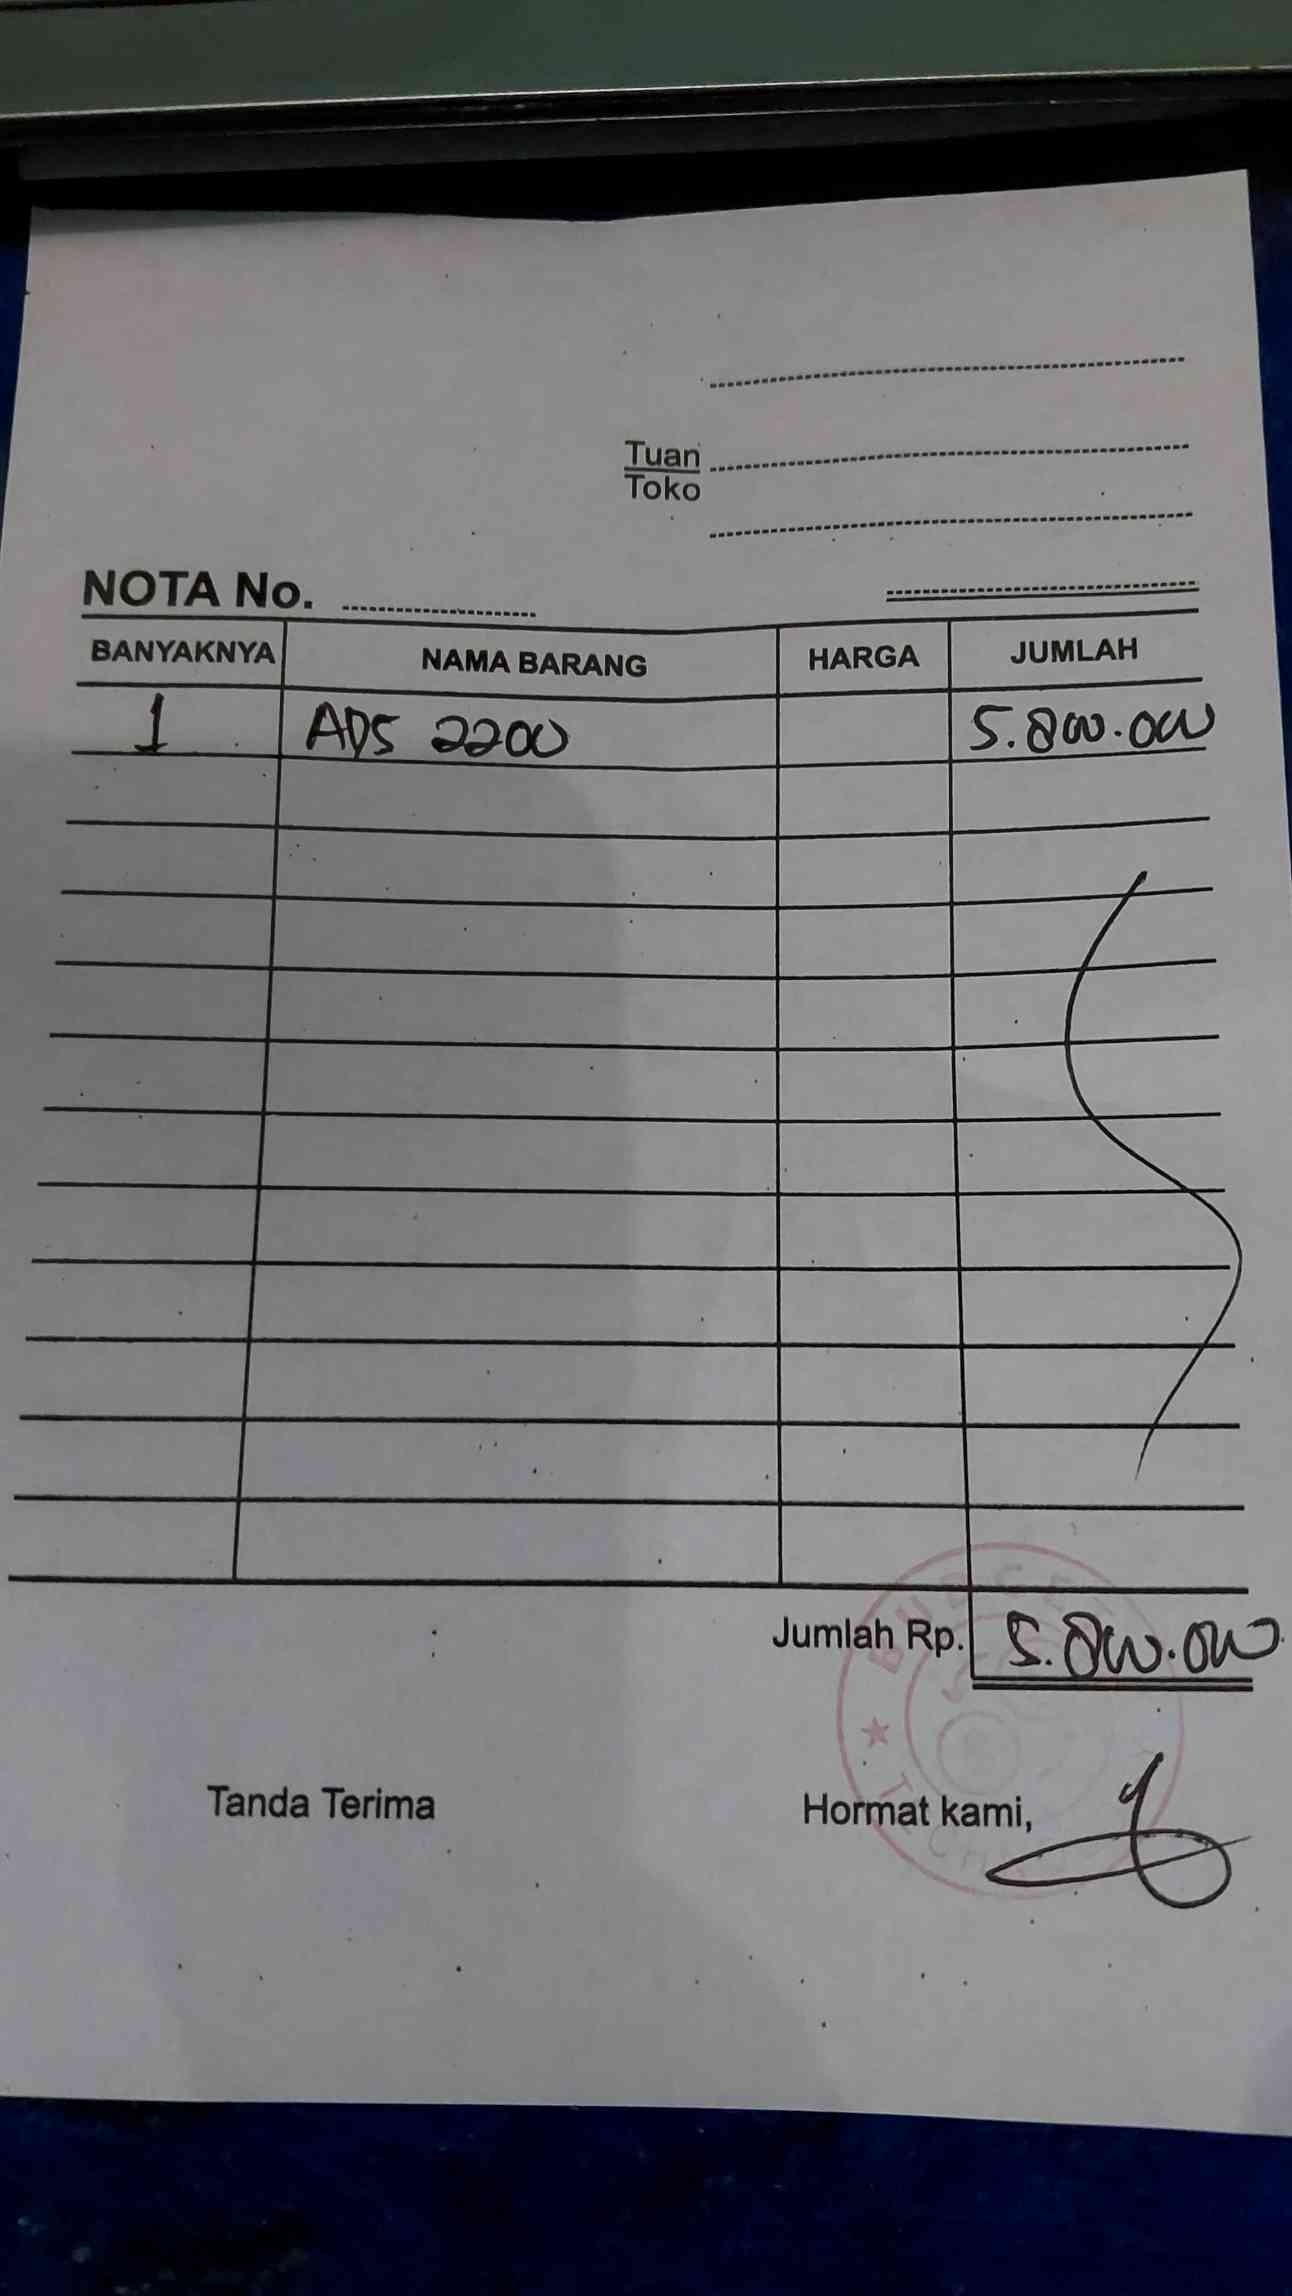 Tuan
Toko
NOTA No.
BANYAKNYA NAMA BARANG HARGA JUMLAH
1 ADS 2200 5.800.000
Jumlah Rp. 5.800.000
Tanda Terima Hormat kami,
BUDGET